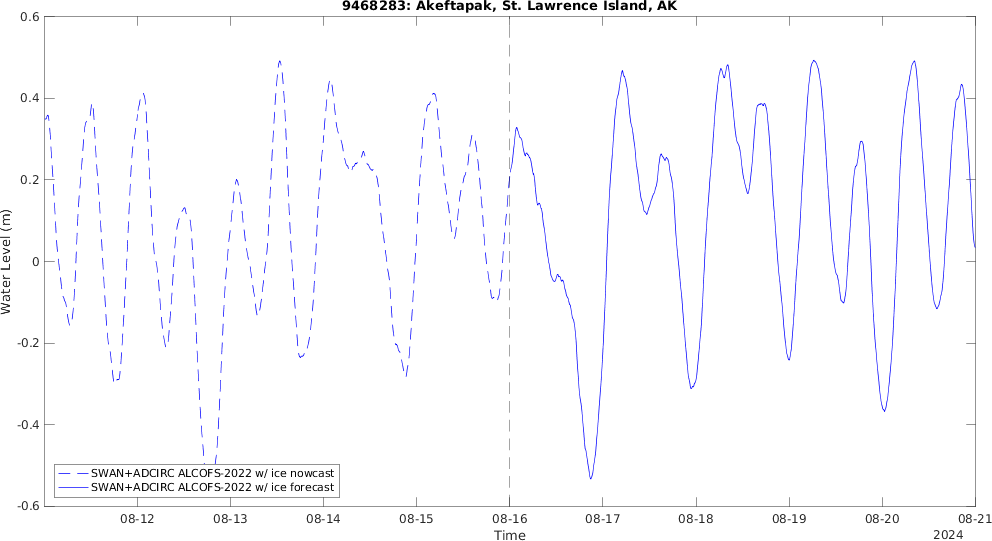 9468283: Akeftapak, St. Lawrence Island, AK
0.6
0.4
0.2
0
-0.2
-0.4
-0.6
Water Level (m)
SWAN+ADCIRC ALCOFS-2022 w/ ice nowcast
SWAN+ADCIRC ALCOFS-2022 w/ ice forecast
08-12 08-13 08-14 08-15 08-16 08-17 08-18 08-19 08-20 08-21
Time
2024